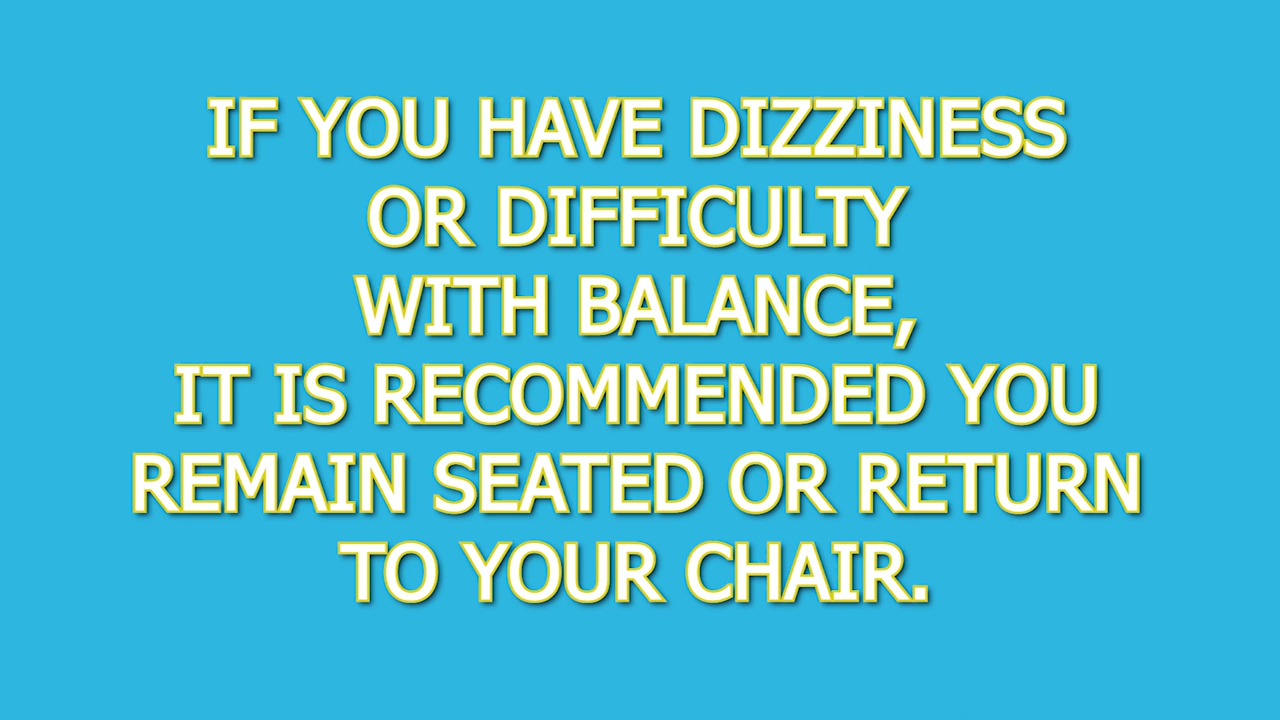 IF YOU HAVE DIZZINESS
OR DIFFICULTY
WITH BALANCE,
IT IS RECOMMENDED YOU
REMAIN SEATED OR RETURN
TO YOUR CHAIR.